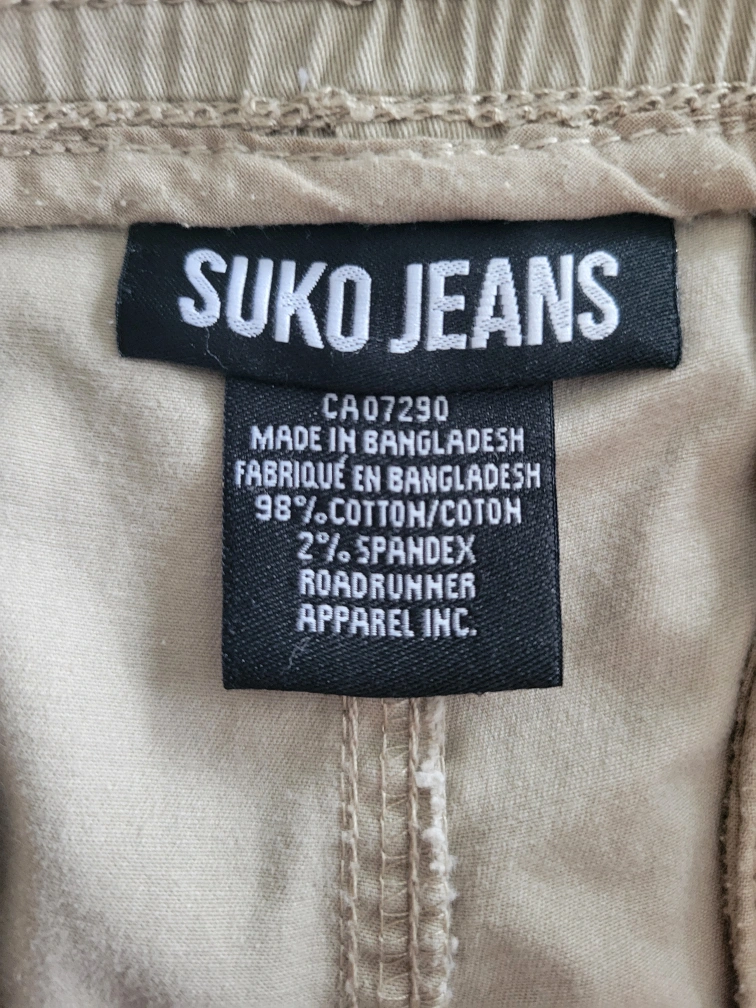 SUKO JEANS
CA07290
MADE IN BANGLADESH
FABRIQUÉ EN BANGLADESH
98% COTTON/COTON
2% SPANDEX
ROADRUNNER
APPAREL INC.